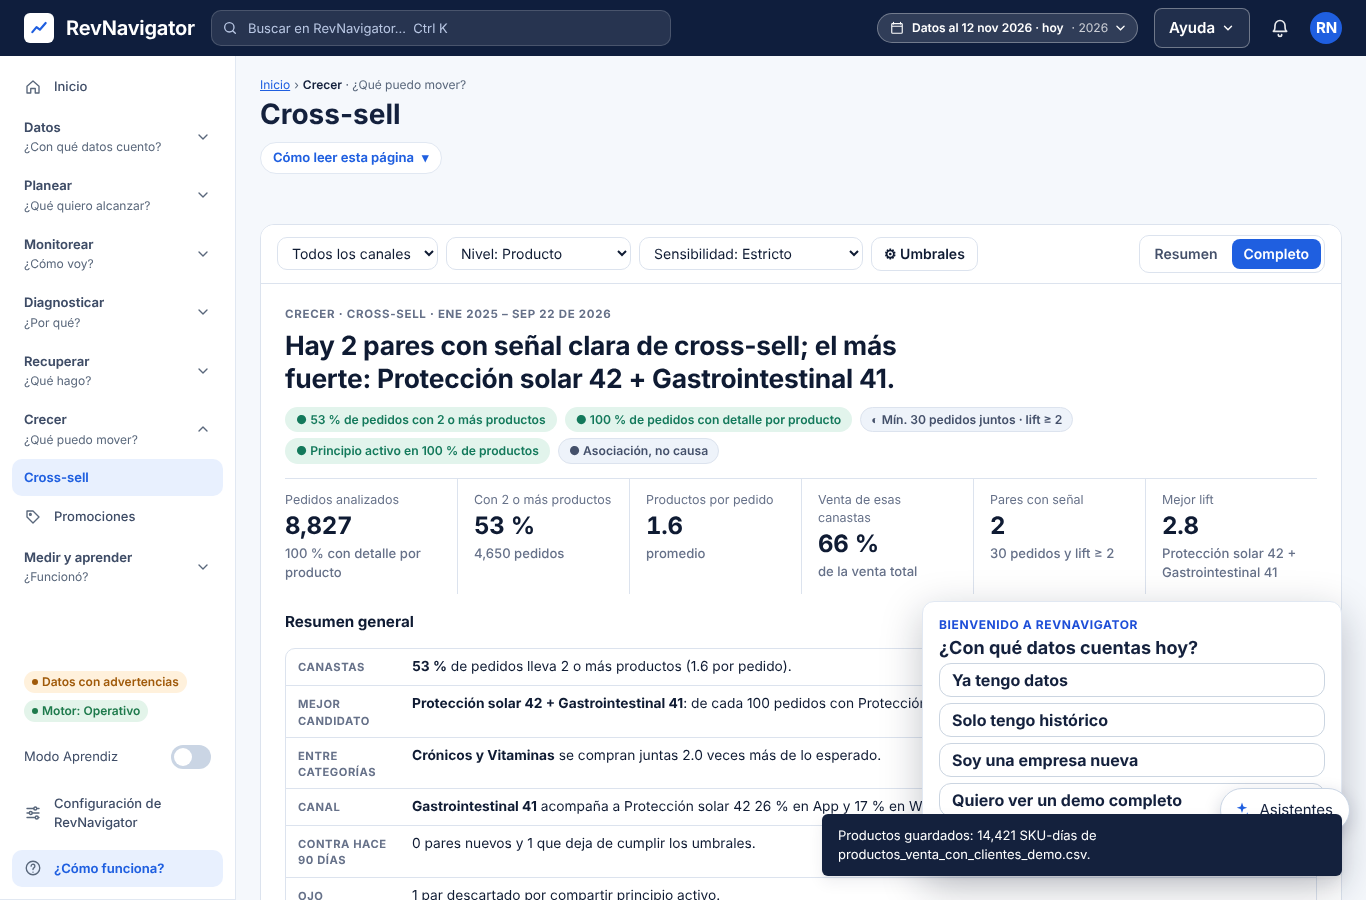 RevNavigator
Buscar en RevNavigator... Ctrl K
Datos al 12 nov 2026 · hoy · 2026
Ayuda
RN
Inicio
Datos
¿Con qué datos cuento?
Planear
¿Qué quiero alcanzar?
Monitorear
¿Cómo voy?
Diagnosticar
¿Por qué?
Recuperar
¿Qué hago?
Crecer
¿Qué puedo mover?
Cross-sell
Promociones
Medir y aprender
¿Funcionó?
Datos con advertencias
Motor: Operativo
Modo Aprendiz
Configuración de
RevNavigator
¿Cómo funciona?
Inicio › Crecer · ¿Qué puedo mover?
Cross-sell
Cómo leer esta página ▼
Todos los canales
Nivel: Producto
Sensibilidad: Estricto
⚙ Umbrales
Resumen
Completo
CRECER · CROSS-SELL · ENE 2025 – SEP 22 DE 2026
Hay 2 pares con señal clara de cross-sell; el más
fuerte: Protección solar 42 + Gastrointestinal 41.
53 % de pedidos con 2 o más productos
100 % de pedidos con detalle por producto
Mín. 30 pedidos juntos · lift ≥ 2
Principio activo en 100 % de productos
Asociación, no causa
Pedidos analizados
8,827
100 % con detalle por
producto
Con 2 o más productos
53 %
4,650 pedidos
Productos por pedido
1.6
promedio
Venta de esas
canastas
66 %
de la venta total
Pares con señal
2
30 pedidos y lift ≥ 2
Mejor lift
2.8
Protección solar 42 +
Gastrointestinal 41
Resumen general
CANASTAS
53 % de pedidos lleva 2 o más productos (1.6 por pedido).
MEJOR
CANDIDATO
Protección solar 42 + Gastrointestinal 41: de cada 100 pedidos con Protección
ENTRE
CATEGORÍAS
Crónicos y Vitaminas se compran juntas 2.0 veces más de lo esperado.
CANAL
Gastrointestinal 41 acompaña a Protección solar 42 26 % en App y 17 % en W
CONTRA HACE
90 DÍAS
0 pares nuevos y 1 que deja de cumplir los umbrales.
OJO
1 par descartado por compartir principio activo.
BIENVENIDO A REVNAVIGATOR
¿Con qué datos cuentas hoy?
Ya tengo datos
Solo tengo histórico
Soy una empresa nueva
Quiero ver un demo completo
Asistentes
Productos guardados: 14,421 SKU-días de
productos_venta_con_clientes_demo.csv.